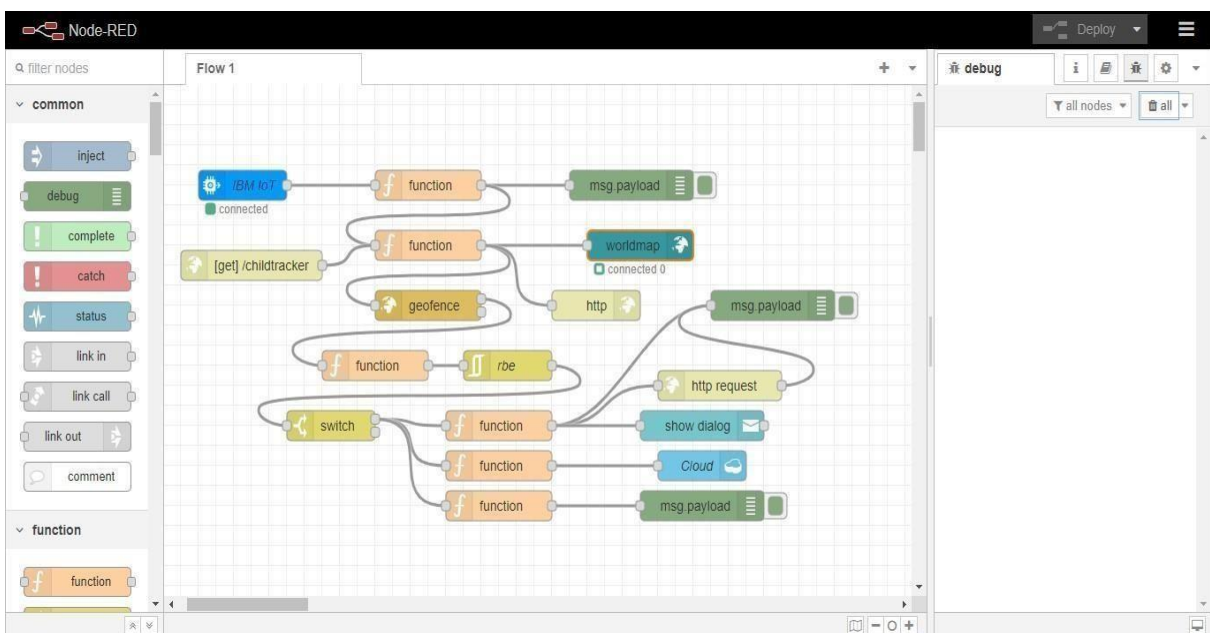 Node-RED
Deploy
filter nodes
Flow 1
debug
i
common
all nodes
all
inject
debug
complete
catch
status
link in
link call
link out
comment
function
function
IBM IoT
connected
function
msg.payload
[get] /childtracker
function
worldmap
connected 0
geofence
http
msg.payload
function
rbe
http request
switch
function
show dialog
function
Cloud
function
msg.payload